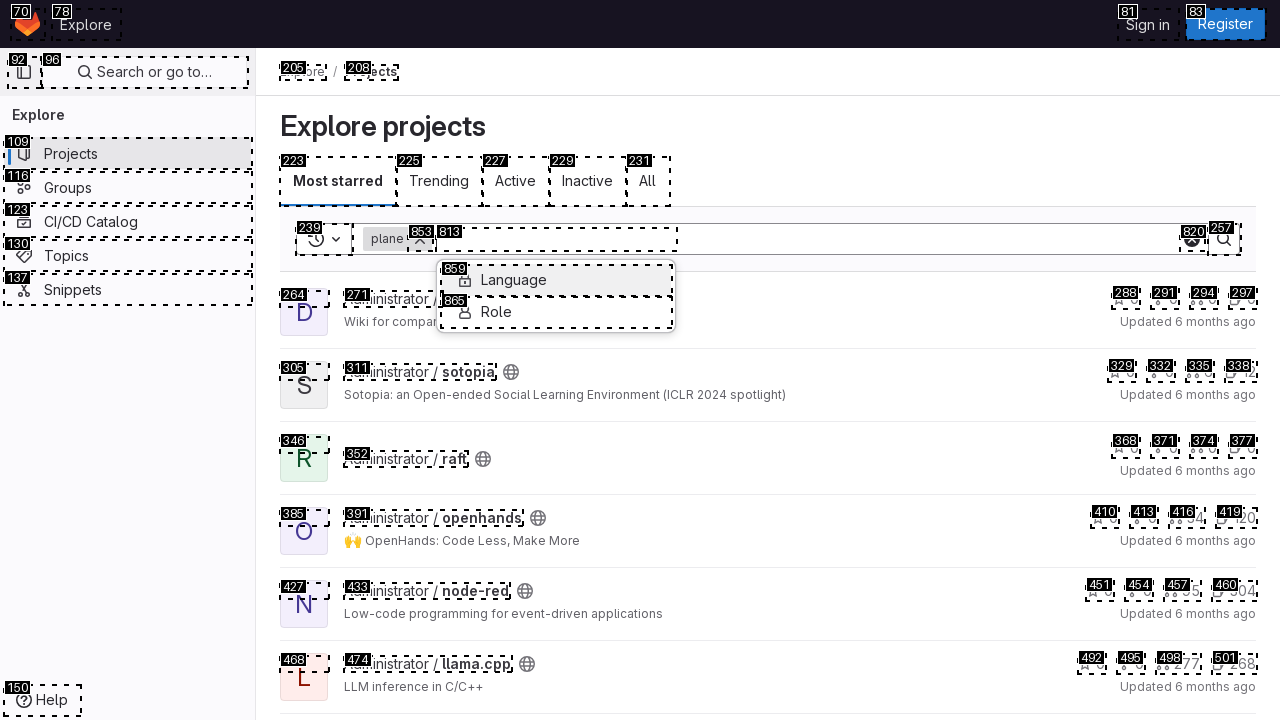 70
78
Explore
81
Sign in
83
Register
92
96
Search or go to…
205
208
/
Projects
Explore
Explore projects
109
Projects
116
Groups
123
CI/CD Catalog
130
Topics
137
Snippets
223
Most starred
225
Trending
227
Active
229
Inactive
231
All
239
plane
853
813
820
257
859
Language
865
Role
264
D
271
Administrator /
Wiki for compan
288
291
294
297
Updated 6 months ago
305
S
311
Administrator / sotopia
Sotopia: an Open-ended Social Learning Environment (ICLR 2024 spotlight)
329
332
335
338
12
Updated 6 months ago
346
R
352
Administrator / raft
368
371
374
377
Updated 6 months ago
385
O
391
Administrator / openhands
🙌 OpenHands: Code Less, Make More
410
413
416
54
419
120
Updated 6 months ago
427
N
433
Administrator / node-red
Low-code programming for event-driven applications
451
454
457
95
460
304
Updated 6 months ago
468
L
474
Administrator / llama.cpp
LLM inference in C/C++
492
495
498
277
501
268
Updated 6 months ago
150
Help